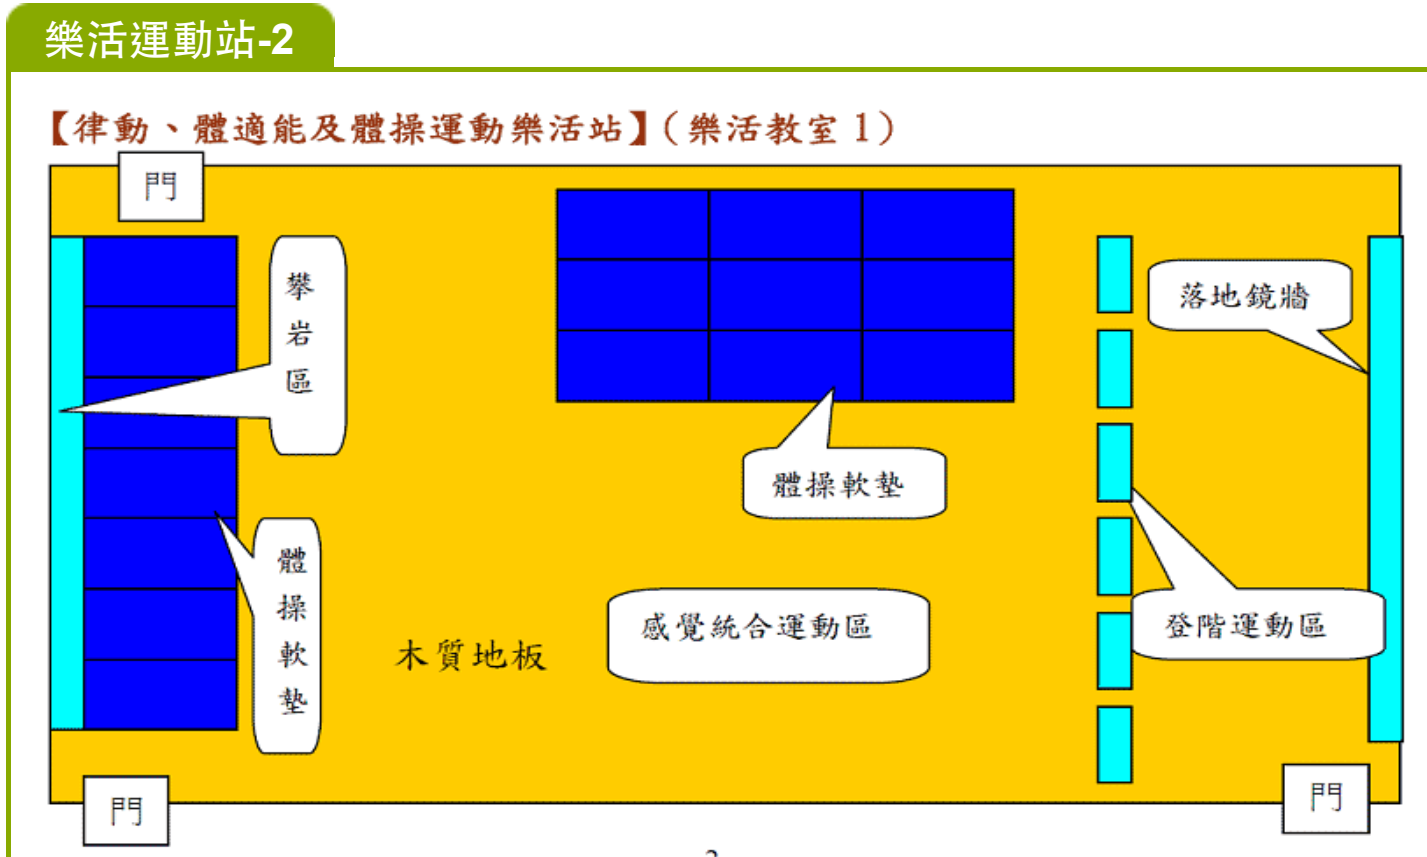 樂活運動站-2
【律動、體適能及體操運動樂活站】(樂活教室1)
門
攀岩區
落地鏡牆
體操軟墊
體操軟墊
感覺統合運動區
登階運動區
木質地板
門
門